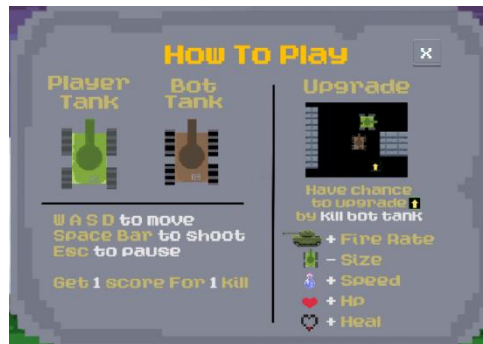 How To Play
X
Player
Tank
Bot
Tank
W A S D to move
Space Bar to shoot
Esc to pause
Get 1 score For 1 kill
Upgrade
Have chance
to upgrade
by kill bot tank
+ Fire Rate
- Size
+ Speed
+ Hp
+ Heal